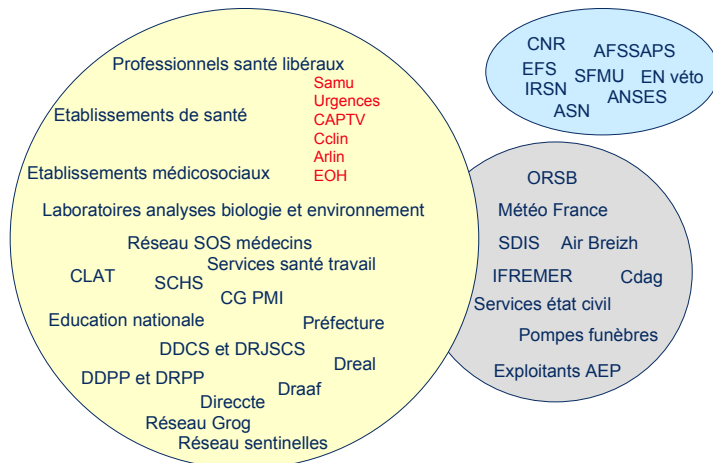 Professionnels santé libéraux
Samu
Urgences
CAPTV
Cclin
Arlin
EOH
Etablissements de santé
Etablissements médicosociaux
Laboratoires analyses biologie et environnement
Réseau SOS médecins
Services santé travail
CLAT
SCHS
CG PMI
Education nationale
Préfecture
DDCS et DRJSCS
Dreal
DDPP et DRPP
Draaf
Direccte
Réseau Grog
Réseau sentinelles
CNR
AFSSAPS
EFS
SFMU
EN véto
IRSN
ANSES
ASN
ORSB
Météo France
SDIS
Air Breizh
IFREMER
Cdag
Services état civil
Pompes funèbres
Exploitants AEP